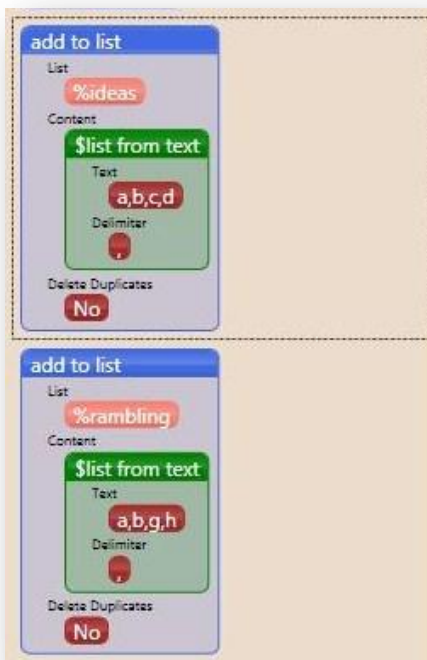 add to list
List
%ideas
Content
$list from text
Text
a,b,c,d
Delimiter
,
Delete Duplicates
No
add to list
List
%rambling
Content
$list from text
Text
a,b,g,h
Delimiter
,
Delete Duplicates
No